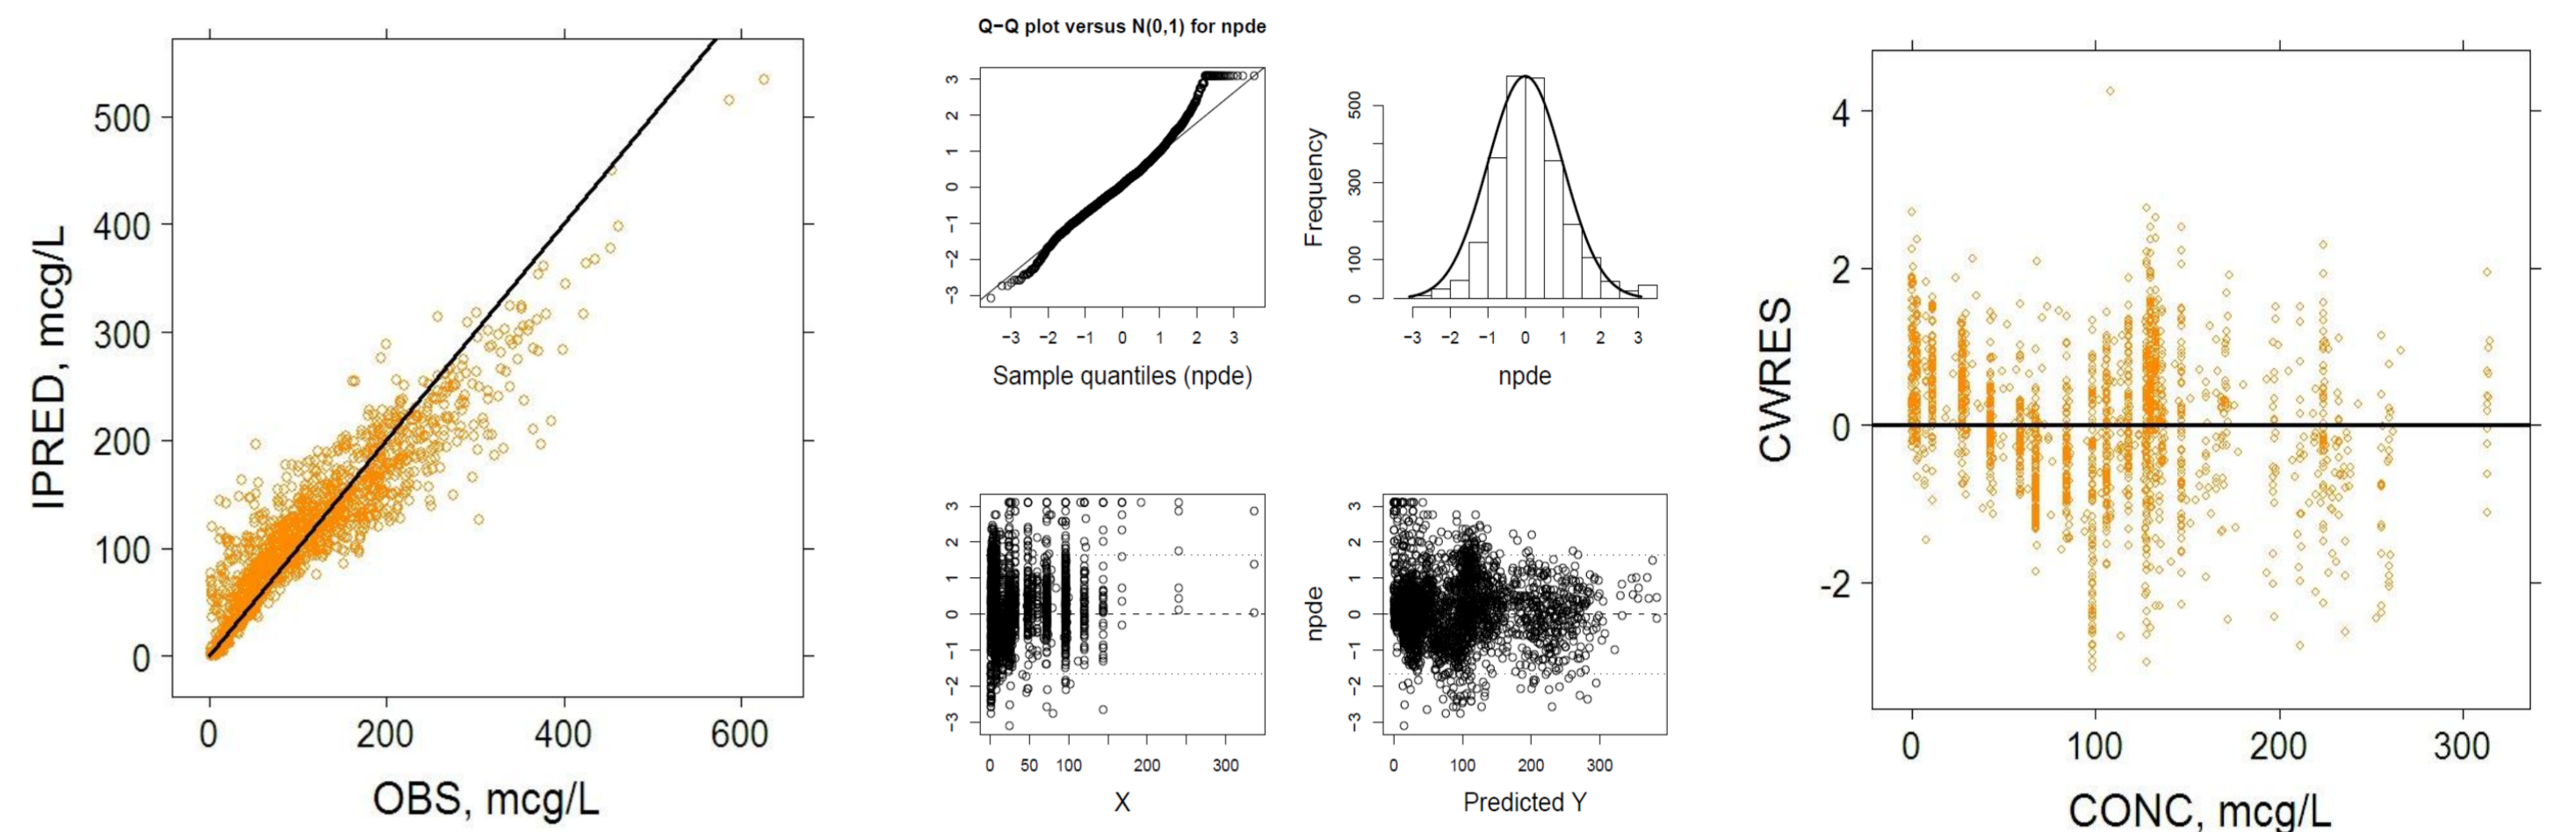 IPRED, mcg/L
500
400
300
200
100
0
0 200 400 600
OBS, mcg/L
Q-Q plot versus N(0,1) for npde
3
2
1
0
-1
-2
-3
-3 -2 -1 0 1 2 3
Sample quantiles (npde)
Frequency
500
300
100
0
-3 -2 -1 0 1 2 3
npde
3
2
1
0
-1
-2
-3
0 50 100 200 300
X
npde
3
2
1
0
-1
-2
-3
0 100 200 300
Predicted Y
CWRES
4
2
0
-2
0 100 200 300
CONC, mcg/L